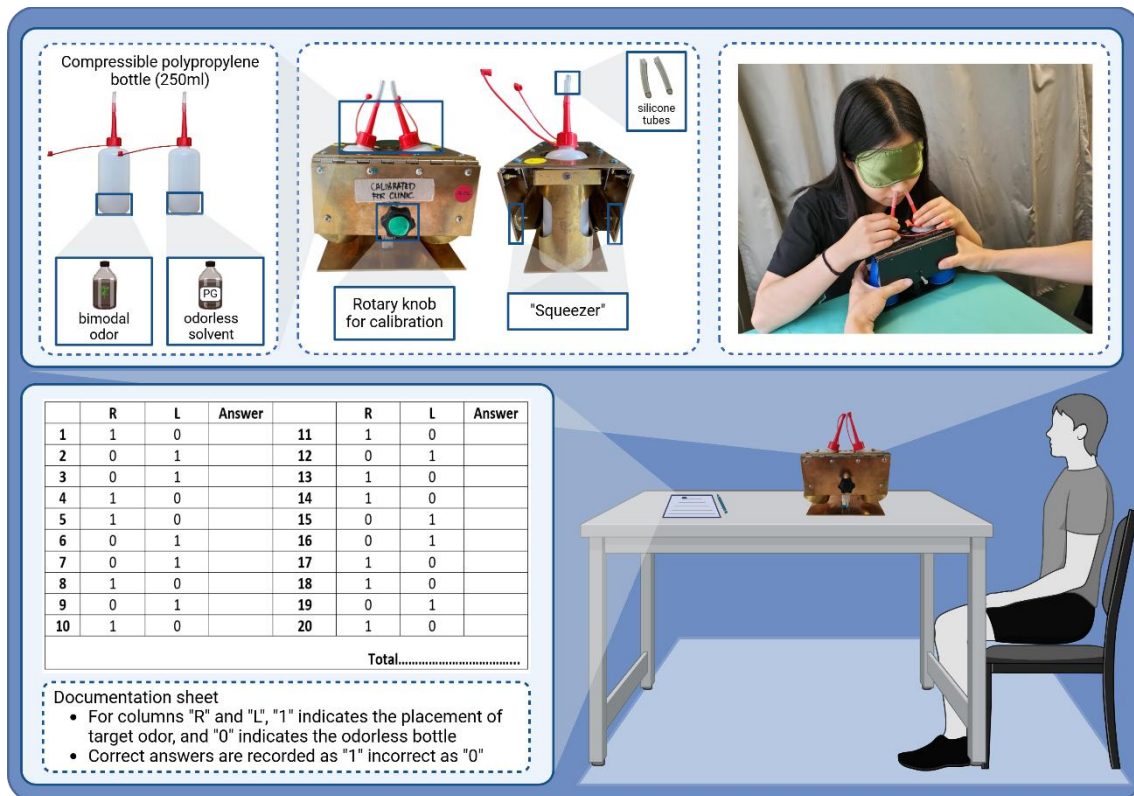 Compressible polypropylene
bottle (250ml)
bimodal
odor
PG
odorless
solvent
CALIBRATED
FOR CLINIC
Rotary knob
for calibration
silicone
tubes
"Squeezer"
R L Answer R L Answer
1 1 0 11 1 0
2 0 1 12 0 1
3 0 1 13 1 0
4 1 0 14 1 0
5 1 0 15 0 1
6 0 1 16 0 1
7 0 1 17 1 0
8 1 0 18 1 0
9 0 1 19 0 1
10 1 0 20 1 0
Total.................................
Documentation sheet
• For columns "R" and "L", "1" indicates the placement of
target odor, and "0" indicates the odorless bottle
• Correct answers are recorded as "1" incorrect as "0"